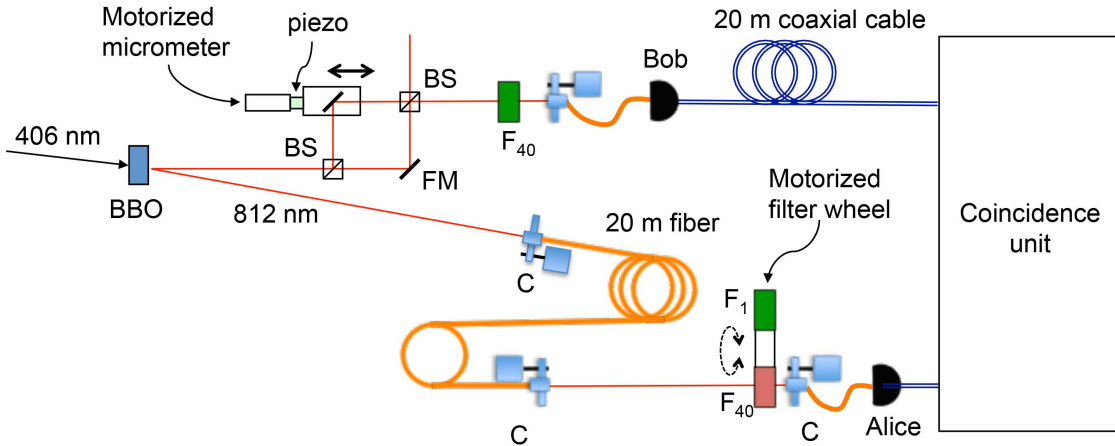 Motorized
micrometer
piezo
BS
Bob
20 m coaxial cable
406 nm
BS
F40
FM
BBO
812 nm
20 m fiber
Motorized
filter wheel
Coincidence
unit
C
F1
F40
C
C
Alice